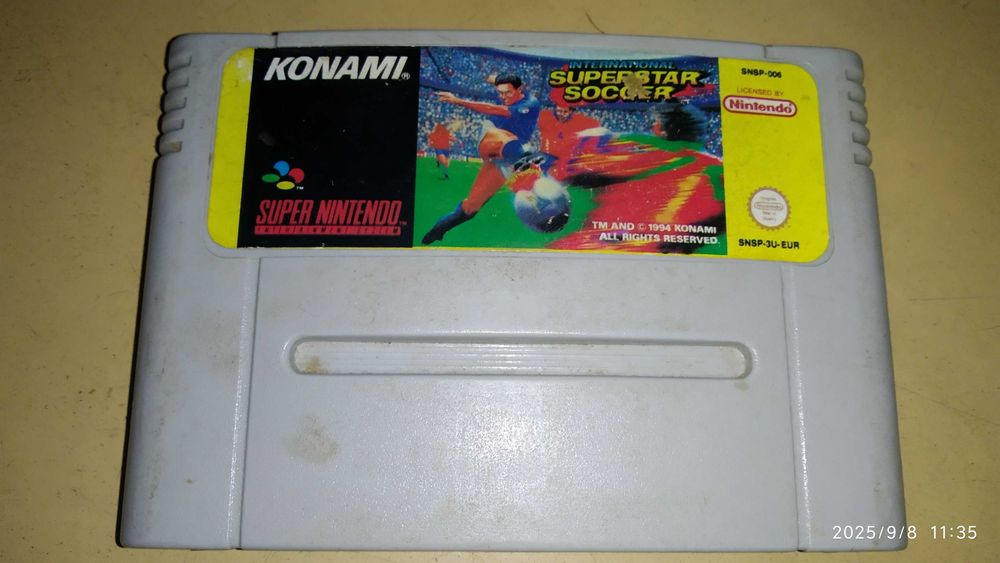 KONAMI®
SUPER NINTENDO™
ENTERTAINMENT SYSTEM
INTERNATIONAL
SUPERSTAR
SOCCER
TM AND © 1994 KONAMI
ALL RIGHTS RESERVED.
SNSP-006
LICENSED BY
Nintendo®
Nintendo
SNSP-3U-EUR
2025/9/8 11:35